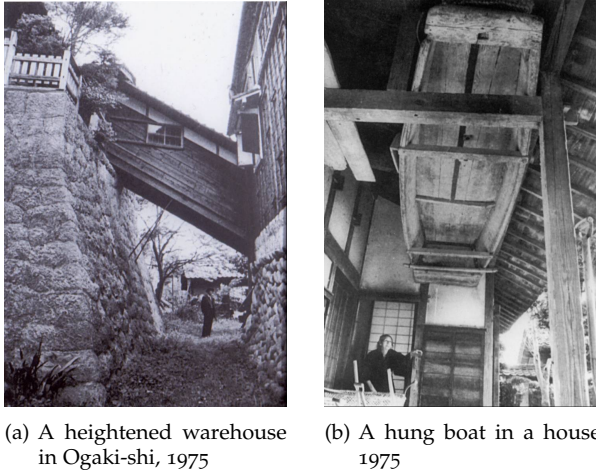 (a) A heightened warehouse
in Ogaki-shi, 1975
(b) A hung boat in a house
1975